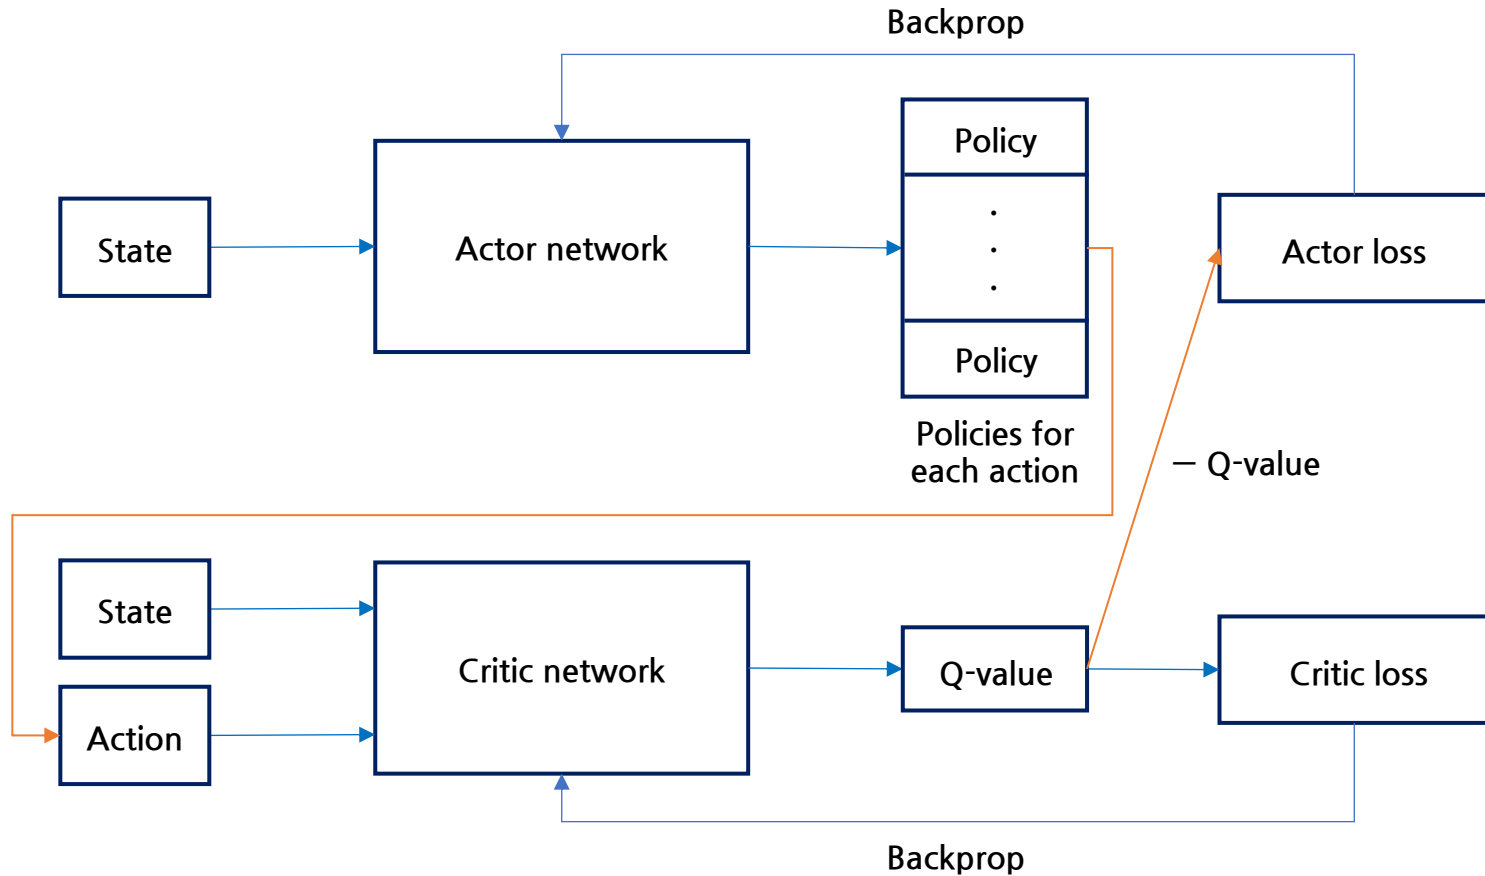 Backprop
Policy
State
Actor network
.
.
.
Actor loss
Policy
Policies for
each action
– Q-value
State
Critic network
Q-value
Critic loss
Action
Backprop